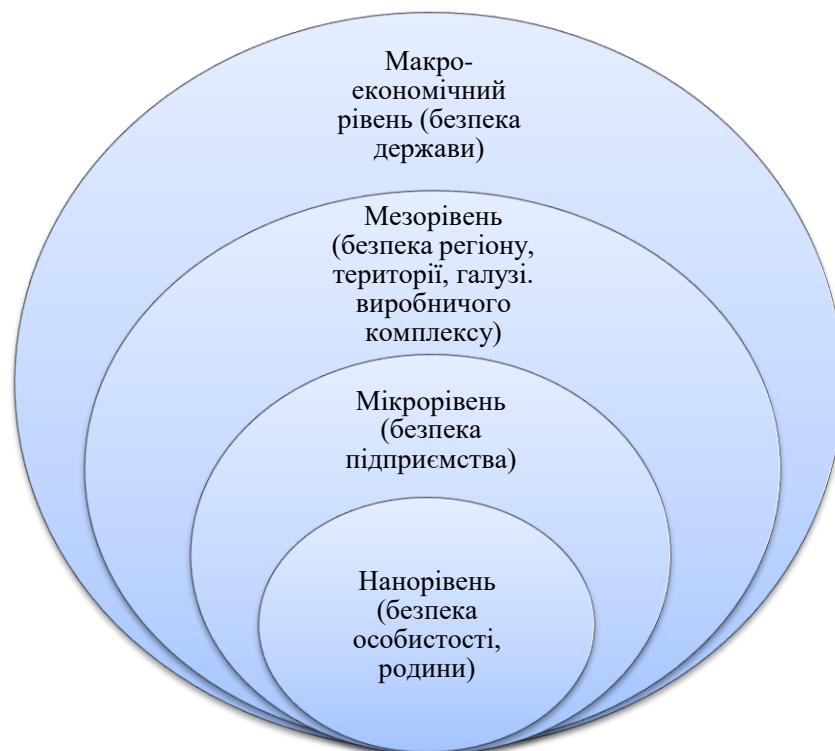 Макро-
економічний
рівень (безпека
держави)
Мезорівень
(безпека регіону,
території, галузі.
виробничого
комплексу)
Мікрорівень
(безпека
підприємства)
Нанорівень
(безпека
особистості,
родини)